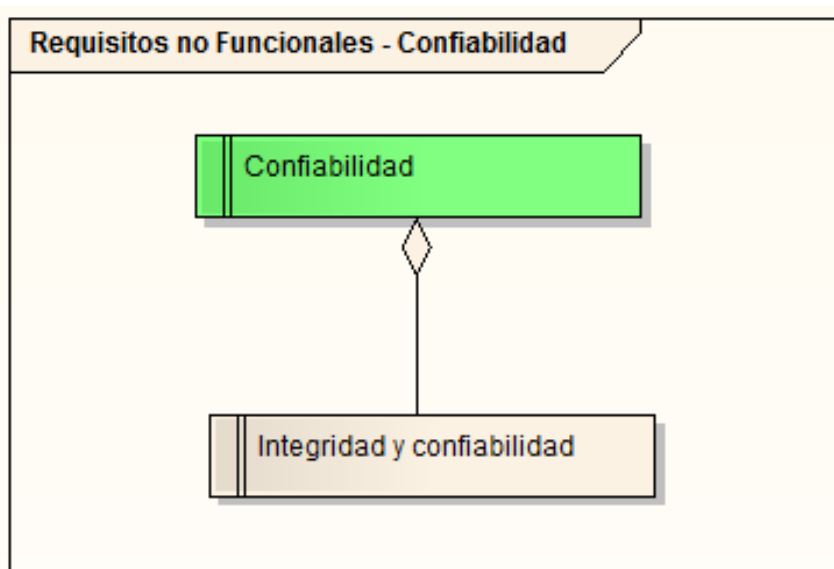 Requisitos no Funcionales - Confiabilidad
Confiabilidad
Integridad y confiabilidad